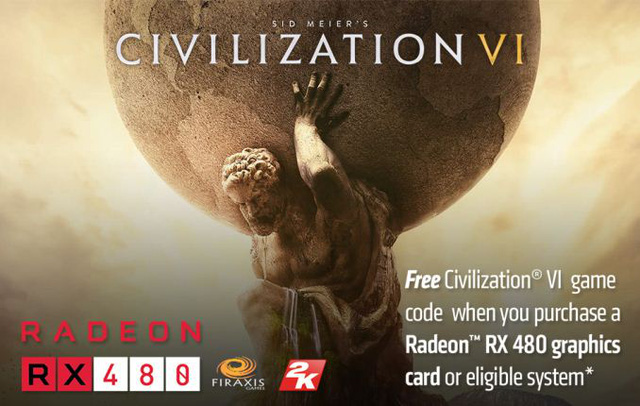 SID MEIER'S
CIVILIZATION VI
Free Civilization® VI game
code when you purchase a
Radeon™ RX 480 graphics
card or eligible system*
RADEON
RX 480
FIRAXIS
GAMES
2K